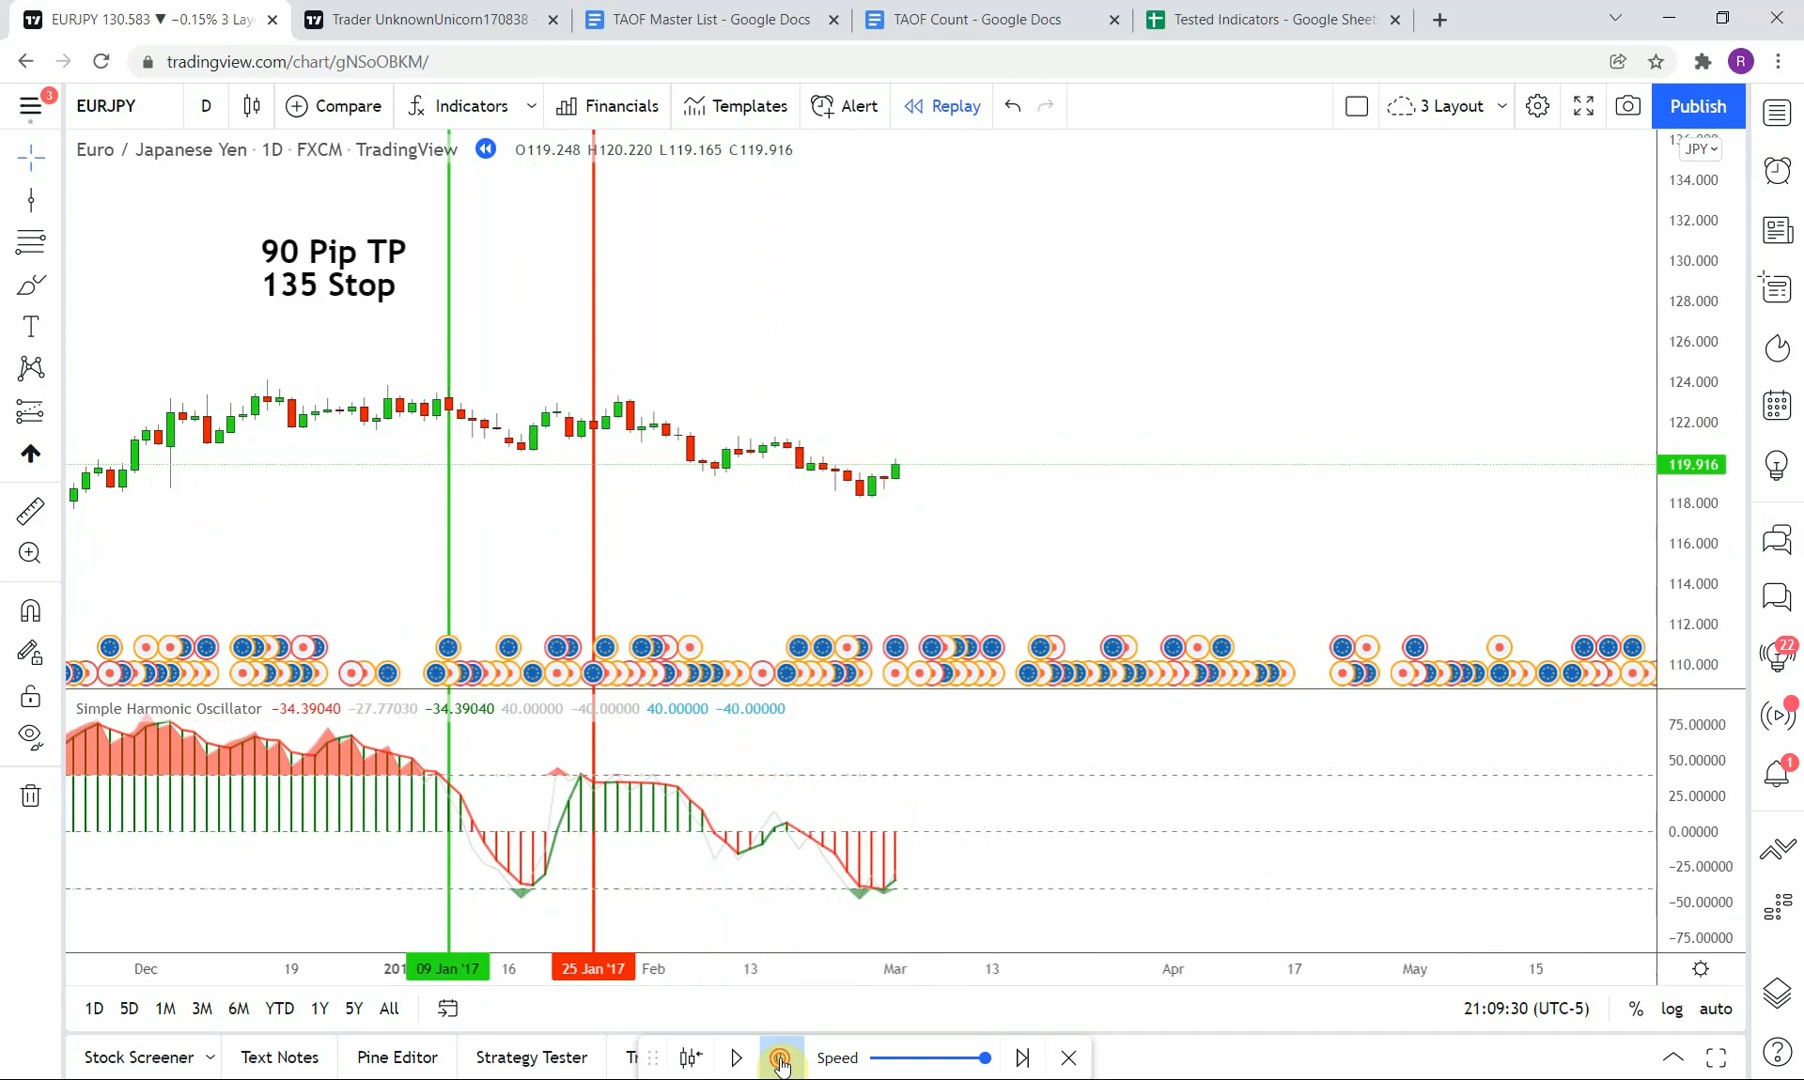 EURJPY 130.583 ▼ −0.15% 3 Lay
Trader UnknownUnicorn170838 -
TAOF Master List - Google Docs
TAOF Count - Google Docs
Tested Indicators - Google Sheets
tradingview.com/chart/gNSoOBKM/
R
3
EURJPY
D
Compare
Indicators
Financials
Templates
Alert
Replay
3 Layout
Publish
Euro / Japanese Yen · 1D · FXCM · TradingView
O119.248 H120.220 L119.165 C119.916
JPY
90 Pip TP
135 Stop
134.000
132.000
130.000
128.000
126.000
124.000
122.000
119.916
118.000
116.000
114.000
112.000
110.000
22
1
Simple Harmonic Oscillator −34.39040 −27.77030 −34.39040 40.00000 −40.00000 40.00000 −40.00000
75.00000
50.00000
25.00000
0.00000
−25.00000
−50.00000
−75.00000
Dec
19
201
09 Jan '17
16
25 Jan '17
Feb
13
Mar
13
Apr
17
May
15
1D 5D 1M 3M 6M YTD 1Y 5Y All
21:09:30 (UTC-5)
% log auto
Stock Screener
Text Notes
Pine Editor
Strategy Tester
Speed